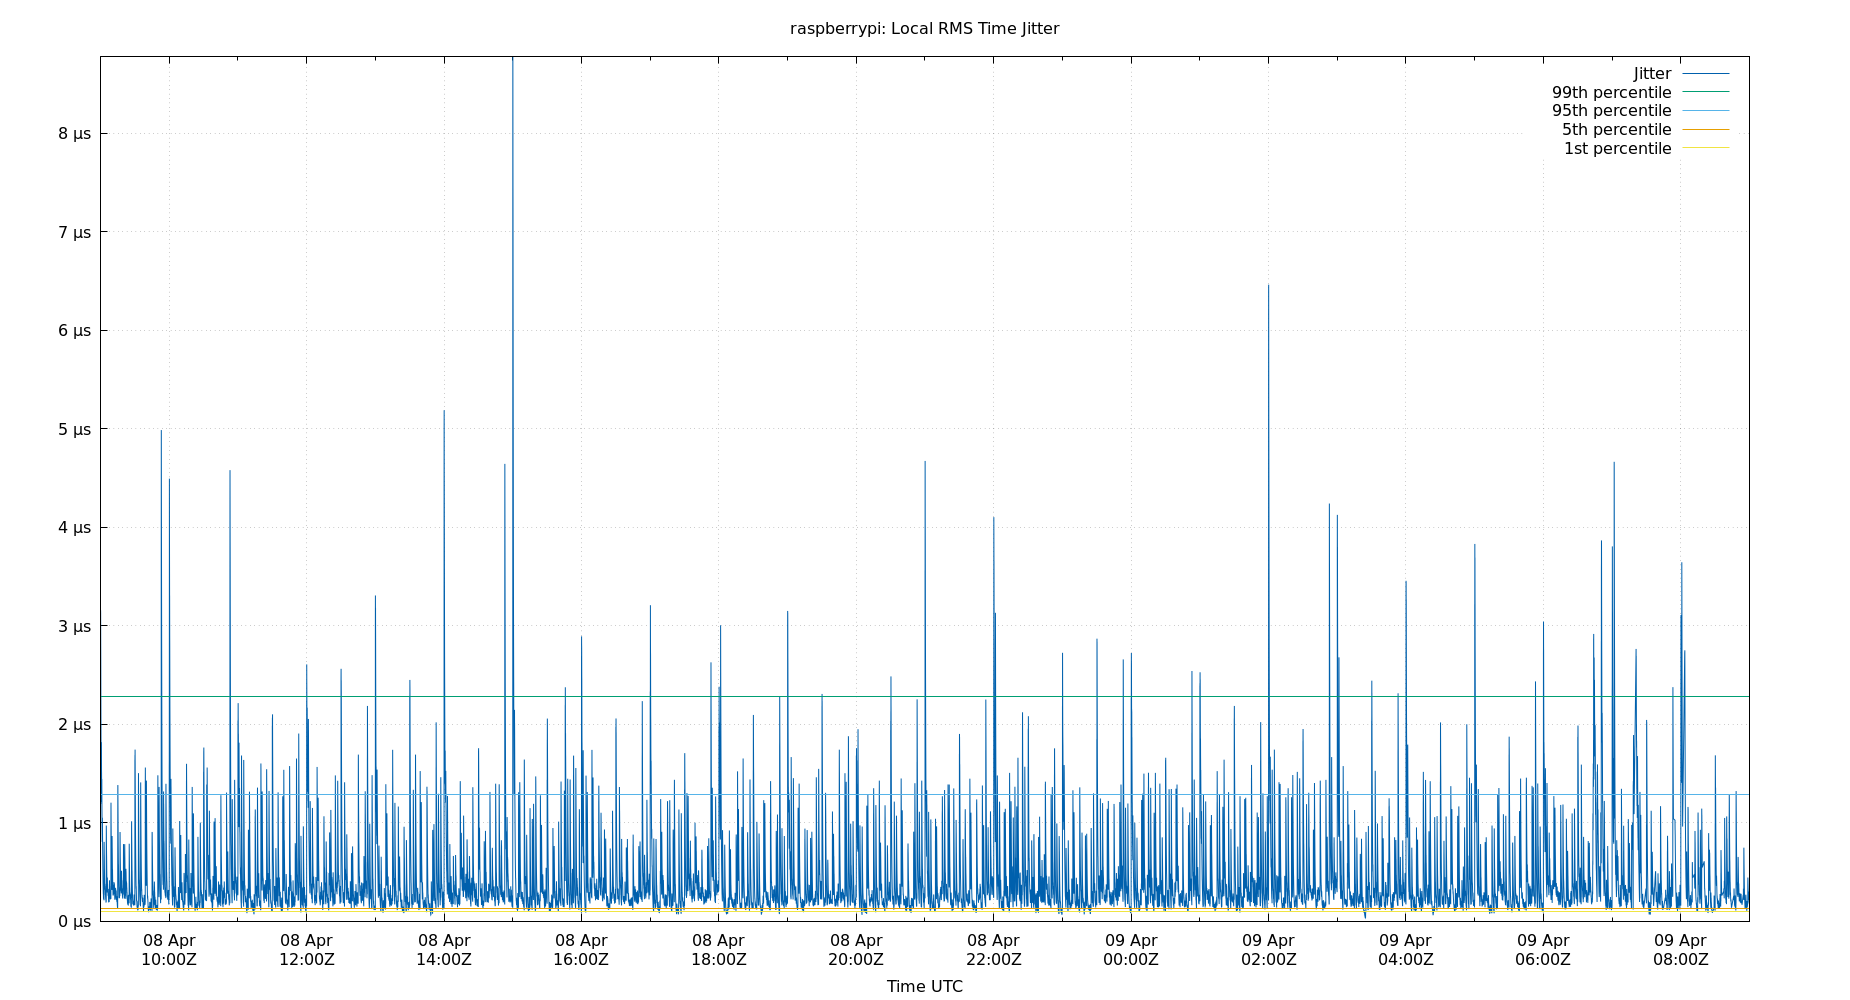 raspberrypi: Local RMS Time Jitter
Jitter
99th percentile
95th percentile
5th percentile
1st percentile
8 µs
7 µs
6 µs
5 µs
4 µs
3 µs
2 µs
1 µs
0 µs
08 Apr 08 Apr 08 Apr 08 Apr 08 Apr 08 Apr 08 Apr 09 Apr 09 Apr 09 Apr 09 Apr 09 Apr
10:00Z 12:00Z 14:00Z 16:00Z 18:00Z 20:00Z 22:00Z 00:00Z 02:00Z 04:00Z 06:00Z 08:00Z
Time UTC